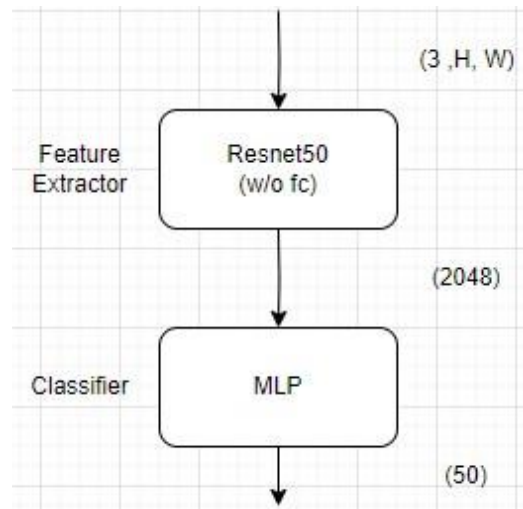 (3 ,H, W)
Feature
Extractor
Resnet50
(w/o fc)
(2048)
Classifier
MLP
(50)